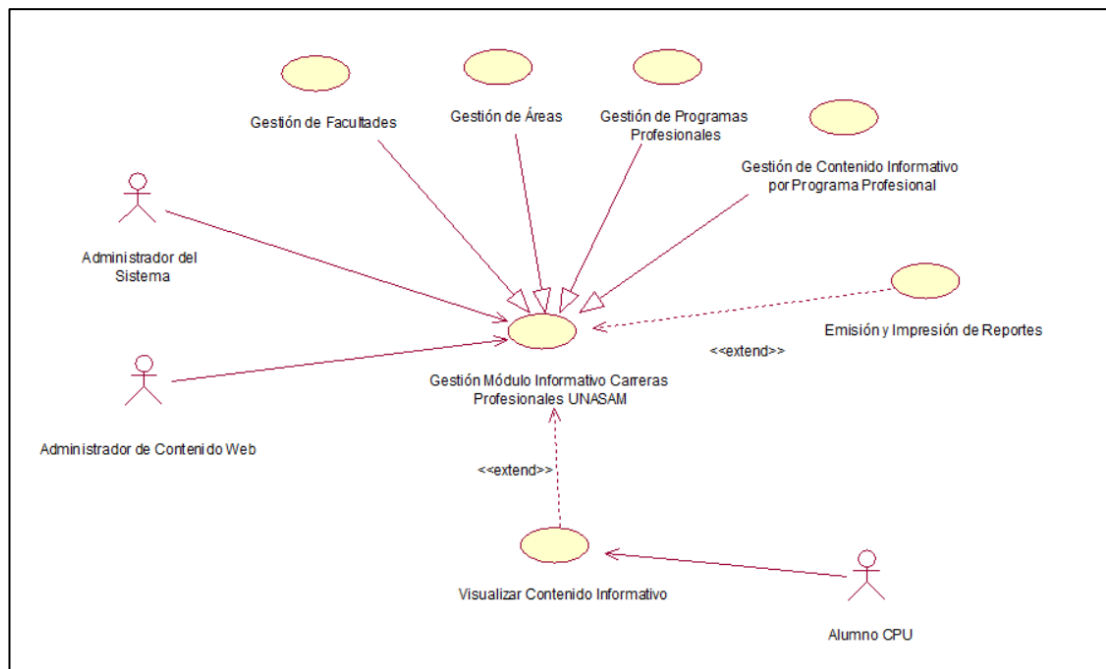 Gestión de Facultades
Gestión de Áreas
Gestión de Programas
Profesionales
Gestión de Contenido Informativo
por Programa Profesional
Administrador del
Sistema
Emisión y Impresión de Reportes
<<extend>>
Gestión Módulo Informativo Carreras
Profesionales UNASAM
Administrador de Contenido Web
<<extend>>
Visualizar Contenido Informativo
Alumno CPU